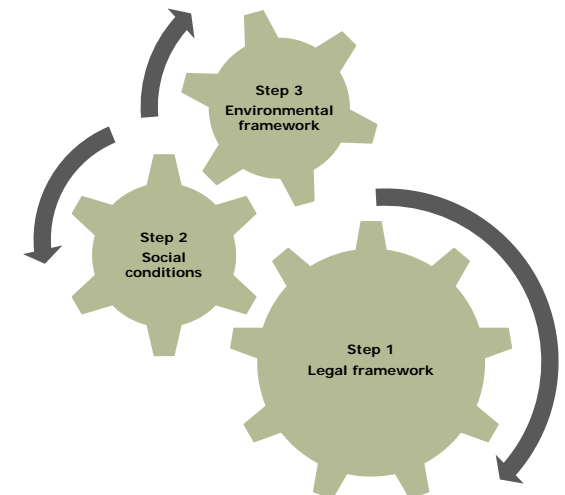 Step 3
Environmental
framework
Step 2
Social
conditions
Step 1
Legal framework